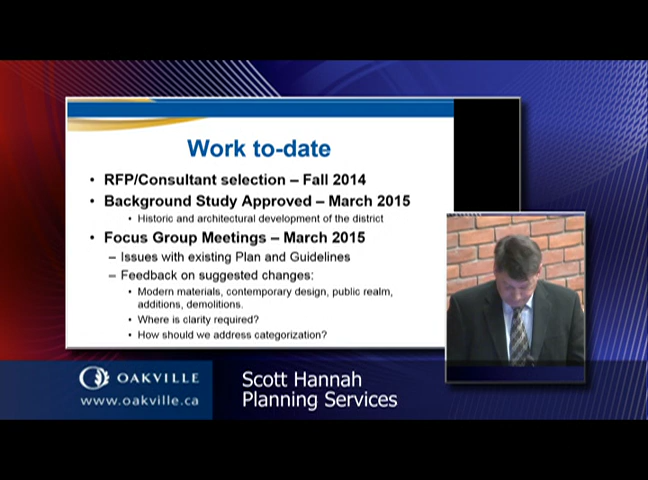 Work to-date
• RFP/Consultant selection – Fall 2014
• Background Study Approved – March 2015
• Historic and architectural development of the district
• Focus Group Meetings – March 2015
– Issues with existing Plan and Guidelines
– Feedback on suggested changes:
• Modern materials, contemporary design, public realm,
additions, demolitions.
• Where is clarity required?
• How should we address categorization?
OAKVILLE
www.oakville.ca
Scott Hannah
Planning Services